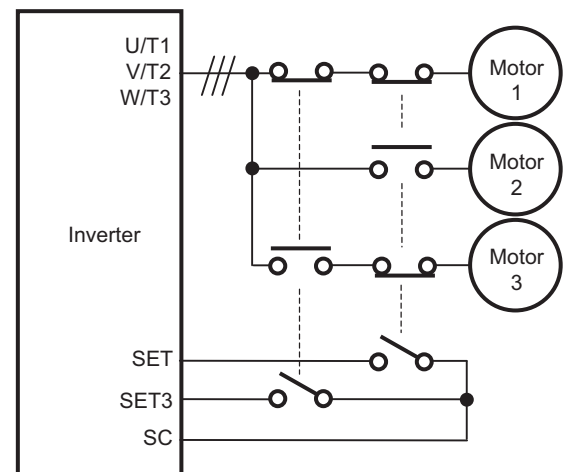 U/T1
V/T2
W/T3
Motor
1
Motor
2
Inverter
Motor
3
SET
SET3
SC